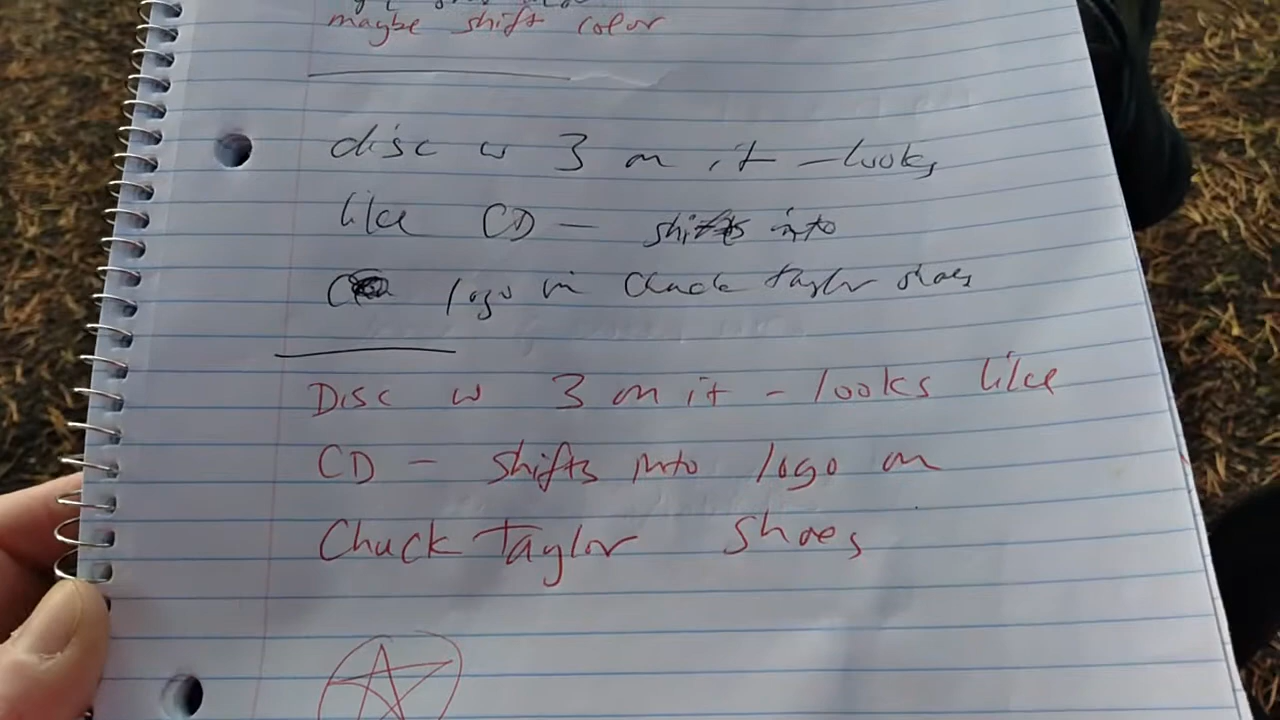 maybe shift color
disc w 3 on it - looks
like CD - shifts into
logo on Chuck Taylor shoes
Disc w 3 on it - looks like
CD - shifts into logo on
Chuck Taylor shoes